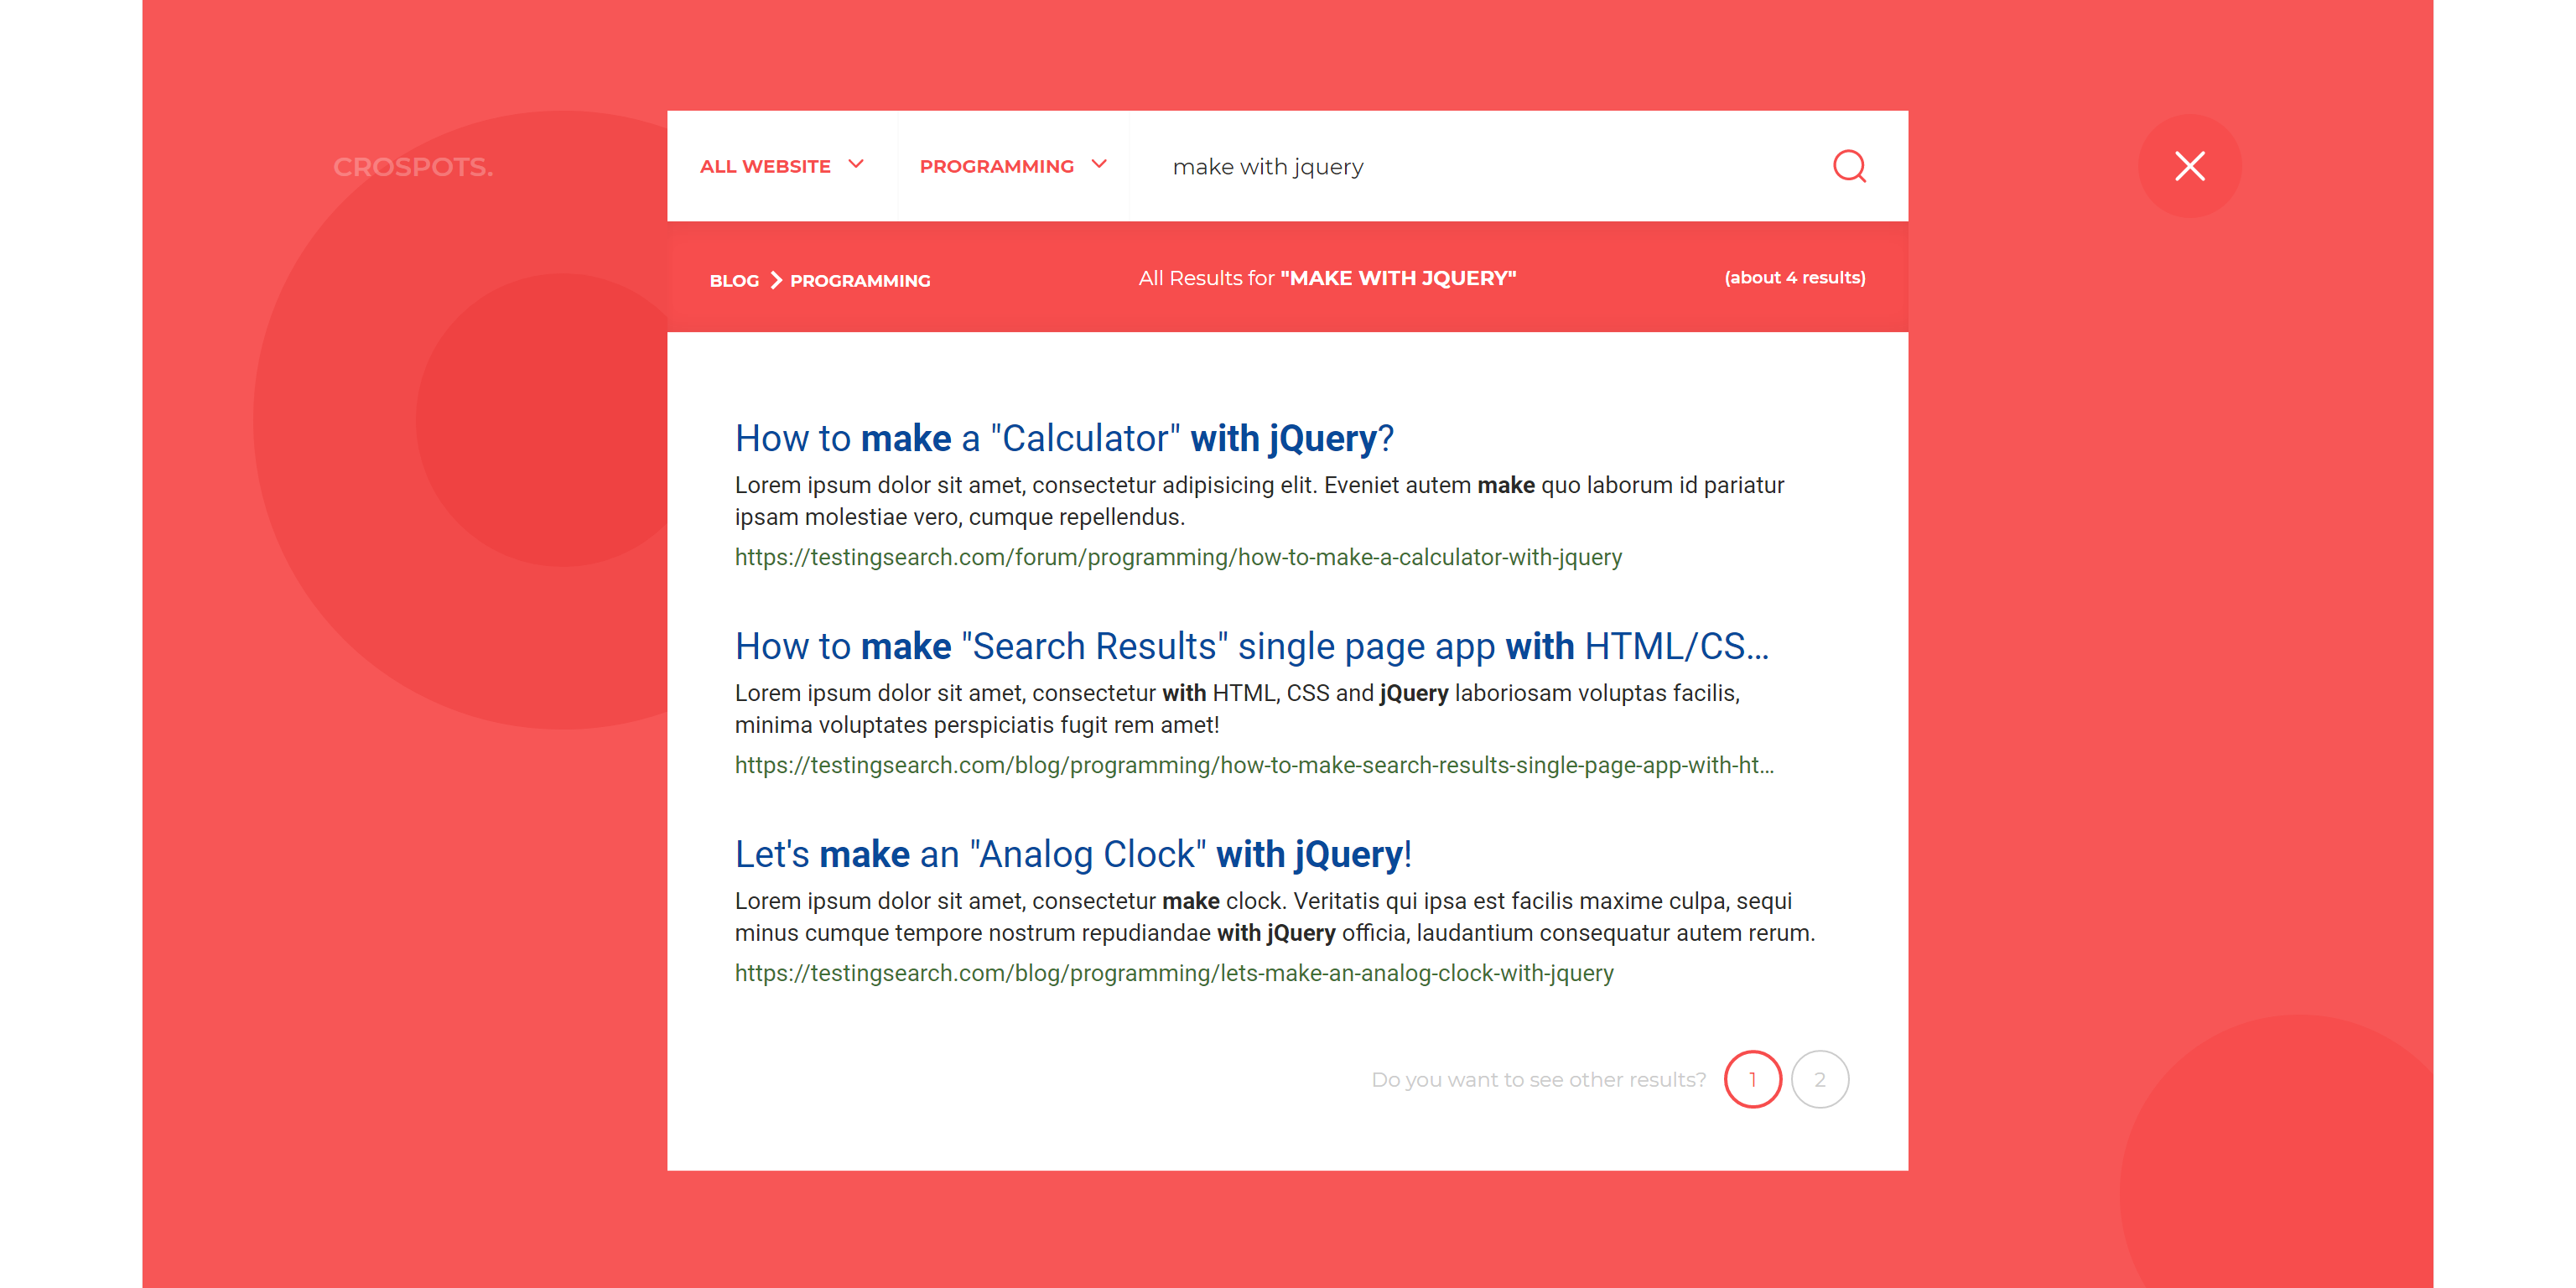 CROSPOTS.
ALL WEBSITE
PROGRAMMING
make with jquery
BLOG PROGRAMMING
All Results for "MAKE WITH JQUERY"
(about 4 results)
How to make a "Calculator" with jQuery?
Lorem ipsum dolor sit amet, consectetur adipisicing elit. Eveniet autem make quo laborum id pariatur
ipsam molestiae vero, cumque repellendus.
https://testingsearch.com/forum/programming/how-to-make-a-calculator-with-jquery
How to make "Search Results" single page app with HTML/CS...
Lorem ipsum dolor sit amet, consectetur with HTML, CSS and jQuery laboriosam voluptas facilis,
minima voluptates perspiciatis fugit rem amet!
https://testingsearch.com/blog/programming/how-to-make-search-results-single-page-app-with-ht...
Let's make an "Analog Clock" with jQuery!
Lorem ipsum dolor sit amet, consectetur make clock. Veritatis qui ipsa est facilis maxime culpa, sequi
minus cumque tempore nostrum repudiandae with jQuery officia, laudantium consequatur autem rerum.
https://testingsearch.com/blog/programming/lets-make-an-analog-clock-with-jquery
Do you want to see other results? 1 2